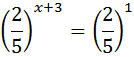 (2/5)^{x+3} = (2/5)^1